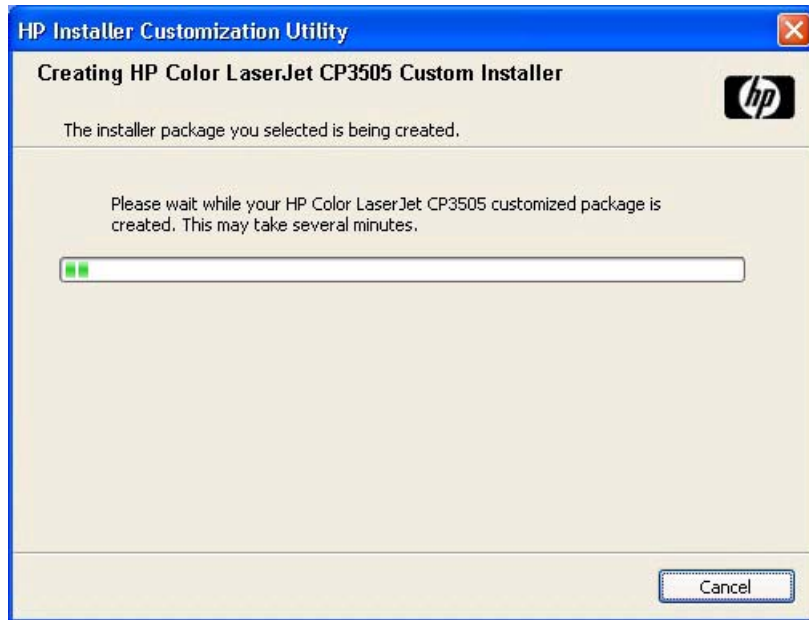 HP Installer Customization Utility
Creating HP Color LaserJet CP3505 Custom Installer
hp
The installer package you selected is being created.
Please wait while your HP Color LaserJet CP3505 customized package is
created. This may take several minutes.
Cancel